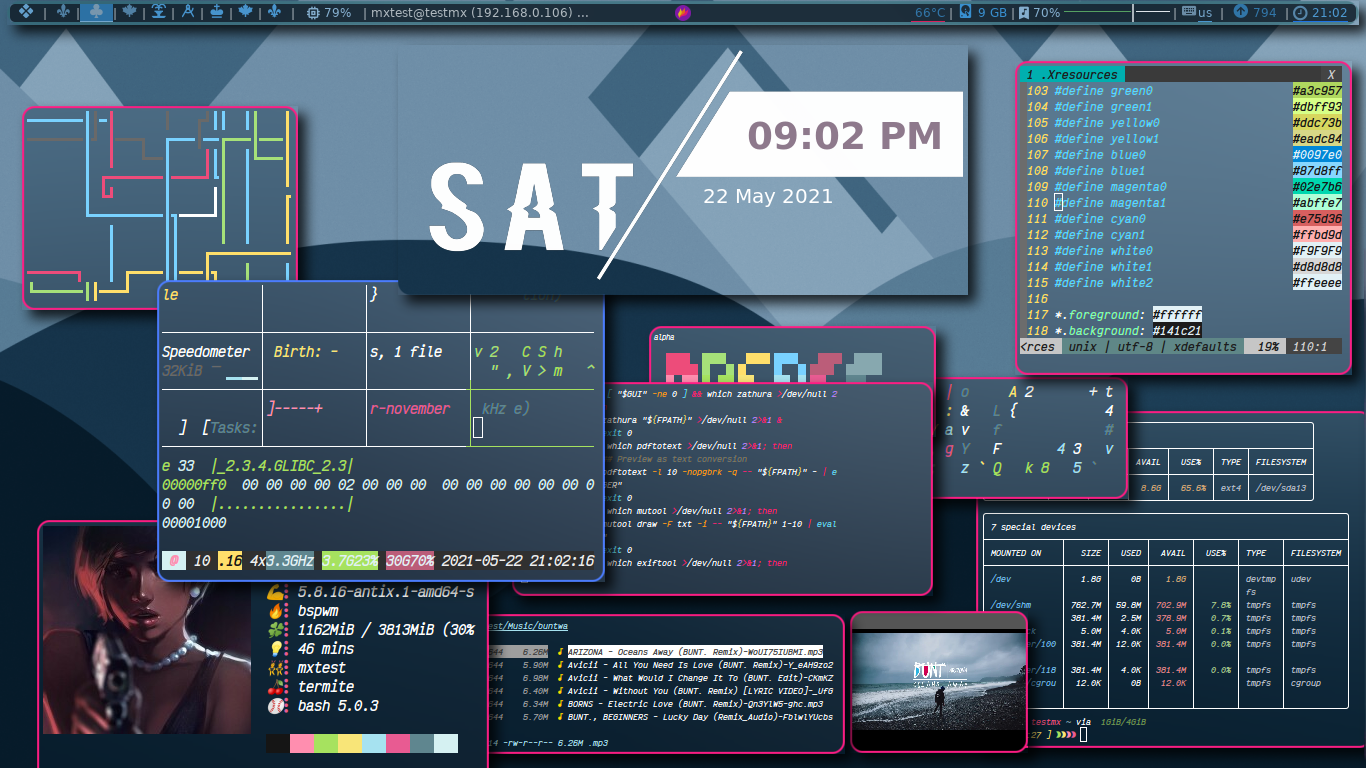 79% | mxtest@testmx (192.168.0.106) ...
66°C | 9 GB | 70% | us | 794 | 21:02
SAT
09:02 PM
22 May 2021
1 .Xresources X
103 #define green0 #a3c957
104 #define green1 #dbff93
105 #define yellow0 #ddc73b
106 #define yellow1 #eadc84
107 #define blue0 #0097e0
108 #define blue1 #87d8ff
109 #define magenta0 #02e7b6
110 #define magenta1 #abffe7
111 #define cyan0 #e75d36
112 #define cyan1 #ffbd9d
113 #define white0 #F9F9F9
114 #define white1 #d8d8d8
115 #define white2 #ffeeee
116
117 *.foreground: #ffffff
118 *.background: #141c21
<rces unix | utf-8 | xdefaults 19% 110:1
le }
Speedometer Birth: - s, 1 file v 2 C S h
32KiB " , V > m ^
]-----+ r-november kHz e)
] [Tasks:
e 33 |_2.3.4.GLIBC_2.3|
00000ff0 00 00 00 00 02 00 00 00 00 00 00 00 00 00 0
0 00 |................|
00001000
@ 10 .16 4x3.3GHz 3.7G23% 30G70% 2021-05-22 21:02:16
alpha
[ "$GUI" -ne 0 ] && which zathura >/dev/null 2
zathura "${FPATH}" >/dev/null 2>&1 &
exit 0
which pdftotext >/dev/null 2>&1; then
## Preview as text conversion
pdftotext -l 10 -nopgbrk -q -- "${FPATH}" - | e
exit 0
which mutool >/dev/null 2>&1; then
mutool draw -F txt -i -- "${FPATH}" 1-10 | eval
exit 0
which exiftool >/dev/null 2>&1; then
| o A 2 + t
: & L { 4
a v f #
g Y F 4 3 v
z ` Q k 8 5 `
AVAIL USE% TYPE FILESYSTEM
8.6G 65.6% ext4 /dev/sda13
7 special devices
MOUNTED ON SIZE USED AVAIL USE% TYPE FILESYSTEM
/dev 1.8G 0B 1.8G devtmp udev
fs
/dev/shm 762.7M 59.8M 702.9M 7.8% tmpfs tmpfs
381.4M 2.5M 378.9M 0.7% tmpfs tmpfs
ck 5.0M 4.0K 5.0M 0.1% tmpfs tmpfs
er/100 381.4M 12.0K 381.4M 0.0% tmpfs tmpfs
er/118 381.4M 4.0K 381.4M 0.0% tmpfs tmpfs
cgrou 12.0K 0B 12.0K tmpfs cgroup
testmx ~ via 1GiB/4GiB
27 ]
5.8.16-antix.1-amd64-s
bspwm
1162MiB / 3813MiB (30%
46 mins
mxtest
termite
bash 5.0.3
est/Music/buntwa
644 6.26M ARIZONA - Oceans Away (BUNT. Remix)-WoUI75IUBMI.mp3
644 5.90M Avicii - All You Need Is Love (BUNT. Remix)-Y_eAH9zo2
644 6.98M Avicii - What Would I Change It To (BUNT. Edit)-CKmKZ
644 6.40M Avicii - Without You (BUNT. Remix) [LYRIC VIDEO]-_UfG
644 6.34M BORNS - Electric Love (BUNT. Remix)-Qn3YlW5-ghc.mp3
644 5.70M BUNT., BEGINNERS - Lucky Day (Remix_Audio)-FblwlYUcbs
14 -rw-r--r-- 6.26M .mp3
BUNT